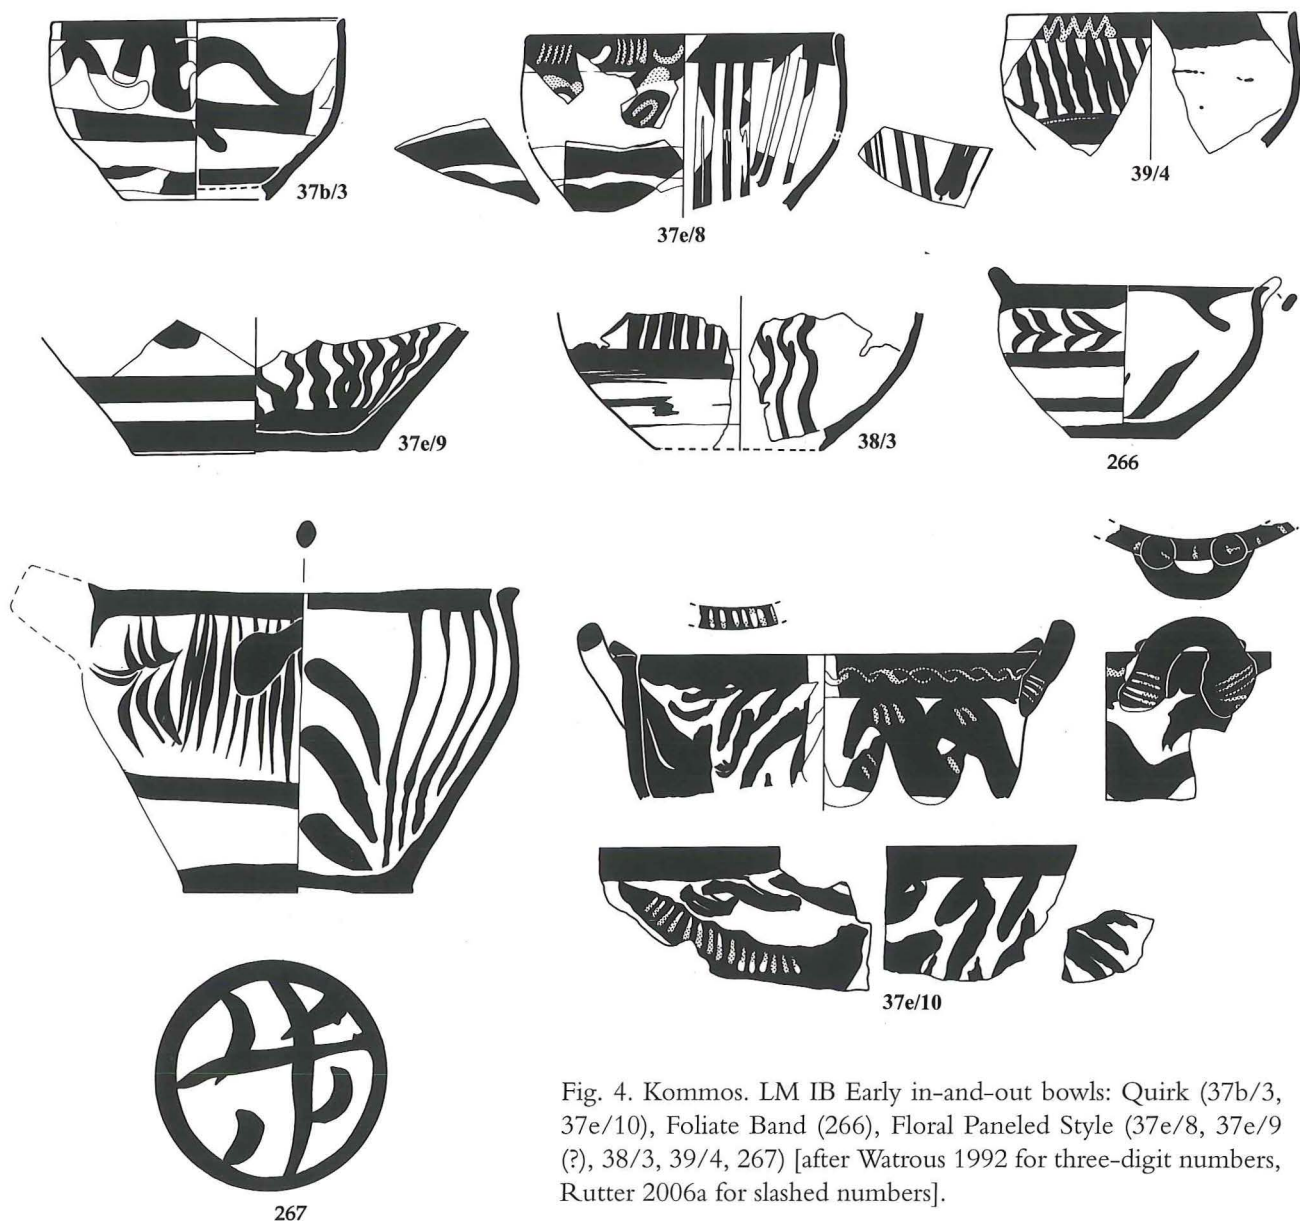 37b/3
37e/8
39/4
37e/9
38/3
266
37e/10
267
Fig. 4. Kommos. LM IB Early in-and-out bowls: Quirk (37b/3,
37e/10), Foliate Band (266), Floral Paneled Style (37e/8, 37e/9
(?), 38/3, 39/4, 267) [after Watrous 1992 for three-digit numbers,
Rutter 2006a for slashed numbers].